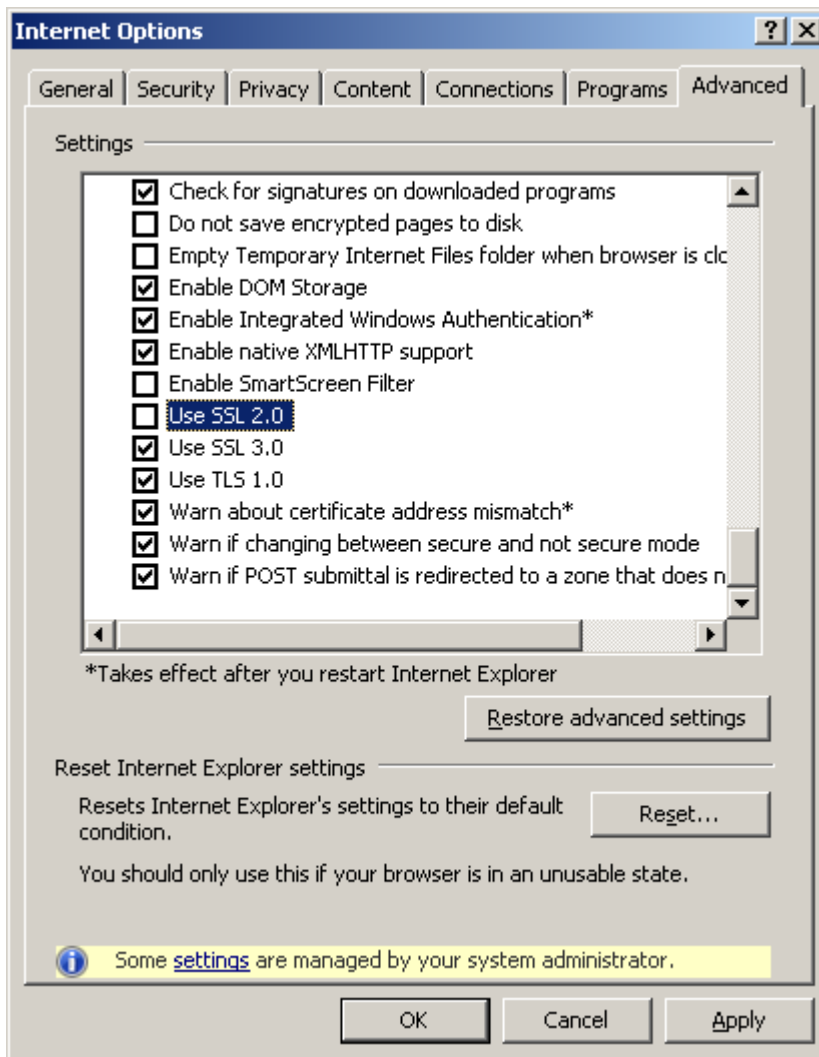 Internet Options
General Security Privacy Content Connections Programs Advanced
Settings
Check for signatures on downloaded programs
Do not save encrypted pages to disk
Empty Temporary Internet Files folder when browser is clo
Enable DOM Storage
Enable Integrated Windows Authentication*
Enable native XMLHTTP support
Enable SmartScreen Filter
Use SSL 2.0
Use SSL 3.0
Use TLS 1.0
Warn about certificate address mismatch*
Warn if changing between secure and not secure mode
Warn if POST submittal is redirected to a zone that does n
*Takes effect after you restart Internet Explorer
Restore advanced settings
Reset Internet Explorer settings
Resets Internet Explorer's settings to their default
condition.
Reset...
You should only use this if your browser is in an unusable state.
Some settings are managed by your system administrator.
OK Cancel Apply